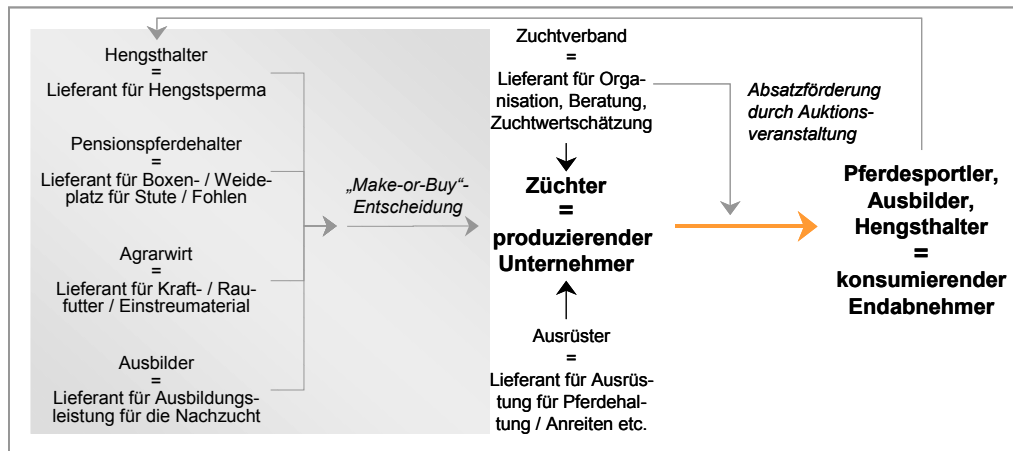 Hengsthalter
=
Lieferant für Hengstsperma
Pensionspferdehalter
=
Lieferant für Boxen- / Weide-
platz für Stute / Fohlen
Agrarwirt
=
Lieferant für Kraft- / Rau-
futter / Einstreumaterial
Ausbilder
=
Lieferant für Ausbildungs-
leistung für die Nachzucht
„Make-or-Buy“-
Entscheidung
Zuchtverband
=
Lieferant für Orga-
nisation, Beratung,
Zuchtwertschätzung
Züchter
=
produzierender
Unternehmer
Ausrüster
=
Lieferant für Ausrüs-
tung für Pferdehal-
tung / Anreiten etc.
Absatzförderung
durch Auktions-
veranstaltung
Pferdesportler,
Ausbilder,
Hengsthalter
=
konsumierender
Endabnehmer